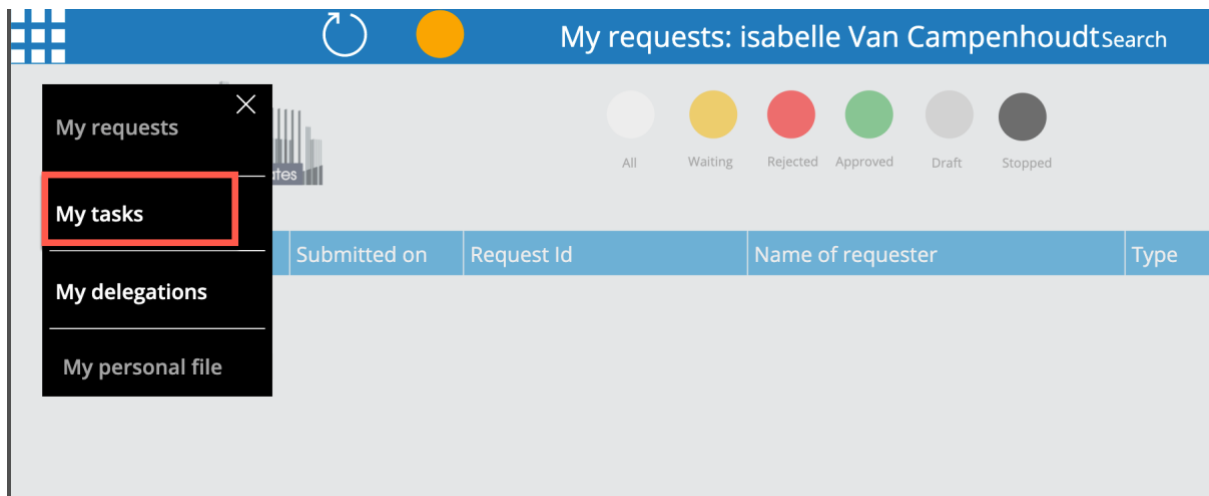 My requests: isabelle Van Campenhoudt Search
My requests
All Waiting Rejected Approved Draft Stopped
My tasks
Submitted on Request Id Name of requester Type
My delegations
My personal file